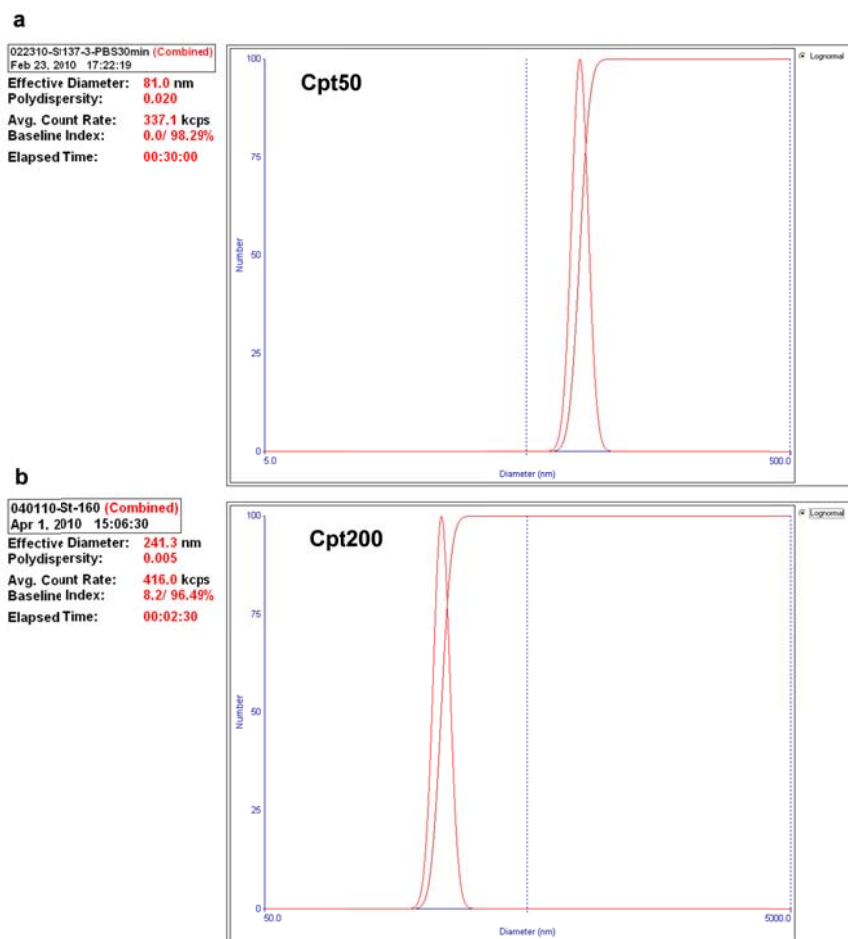 a
022310-St137-3-PBS30min (Combined)
Feb 23, 2010 17:22:19
Effective Diameter: 81.0 nm
Polydispersity: 0.020
Avg. Count Rate: 337.1 kcps
Baseline Index: 0.0/ 98.29%
Elapsed Time: 00:30:00
Cpt50
Lognormal
100
75
50
25
0
Number
5.0
500.0
Diameter (nm)
b
040110-St-160 (Combined)
Apr 1, 2010 15:06:30
Effective Diameter: 241.3 nm
Polydispersity: 0.005
Avg. Count Rate: 416.0 kcps
Baseline Index: 8.2/ 96.49%
Elapsed Time: 00:02:30
Cpt200
Lognormal
100
75
50
25
0
Number
50.0
5000.0
Diameter (nm)